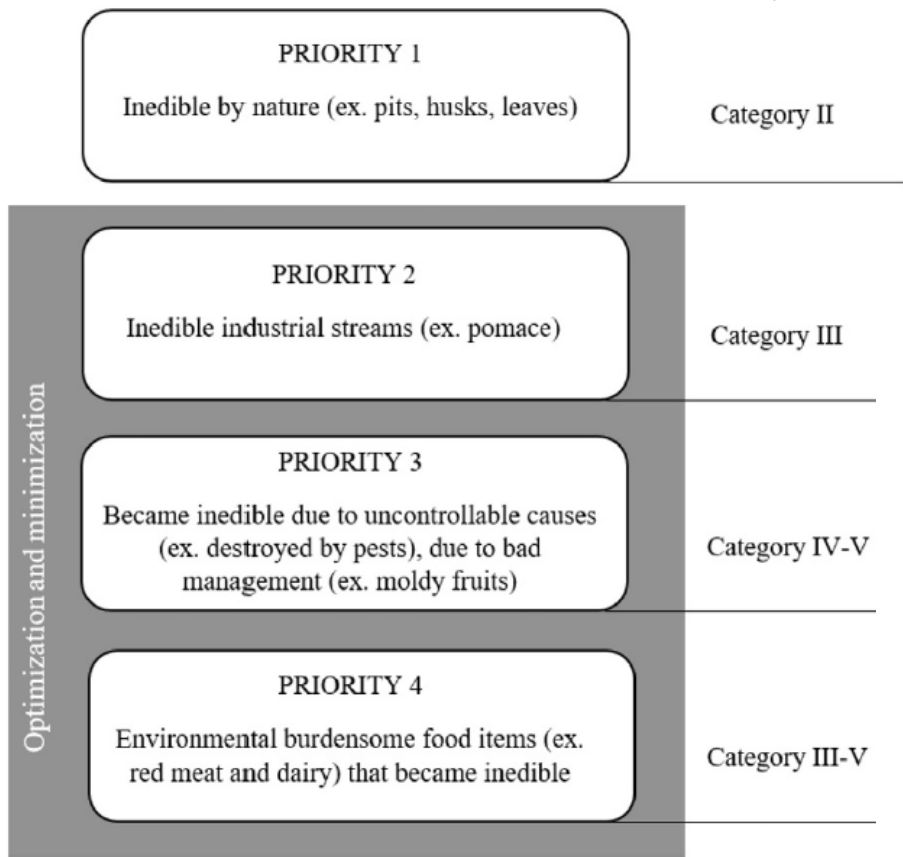 PRIORITY 1
Inedible by nature (ex. pits, husks, leaves)
Category II
PRIORITY 2
Inedible industrial streams (ex. pomace)
Category III
PRIORITY 3
Became inedible due to uncontrollable causes
(ex. destroyed by pests), due to bad
management (ex. moldy fruits)
Category IV-V
PRIORITY 4
Environmental burdensome food items (ex.
red meat and dairy) that became inedible
Category III-V
Optimization and minimization